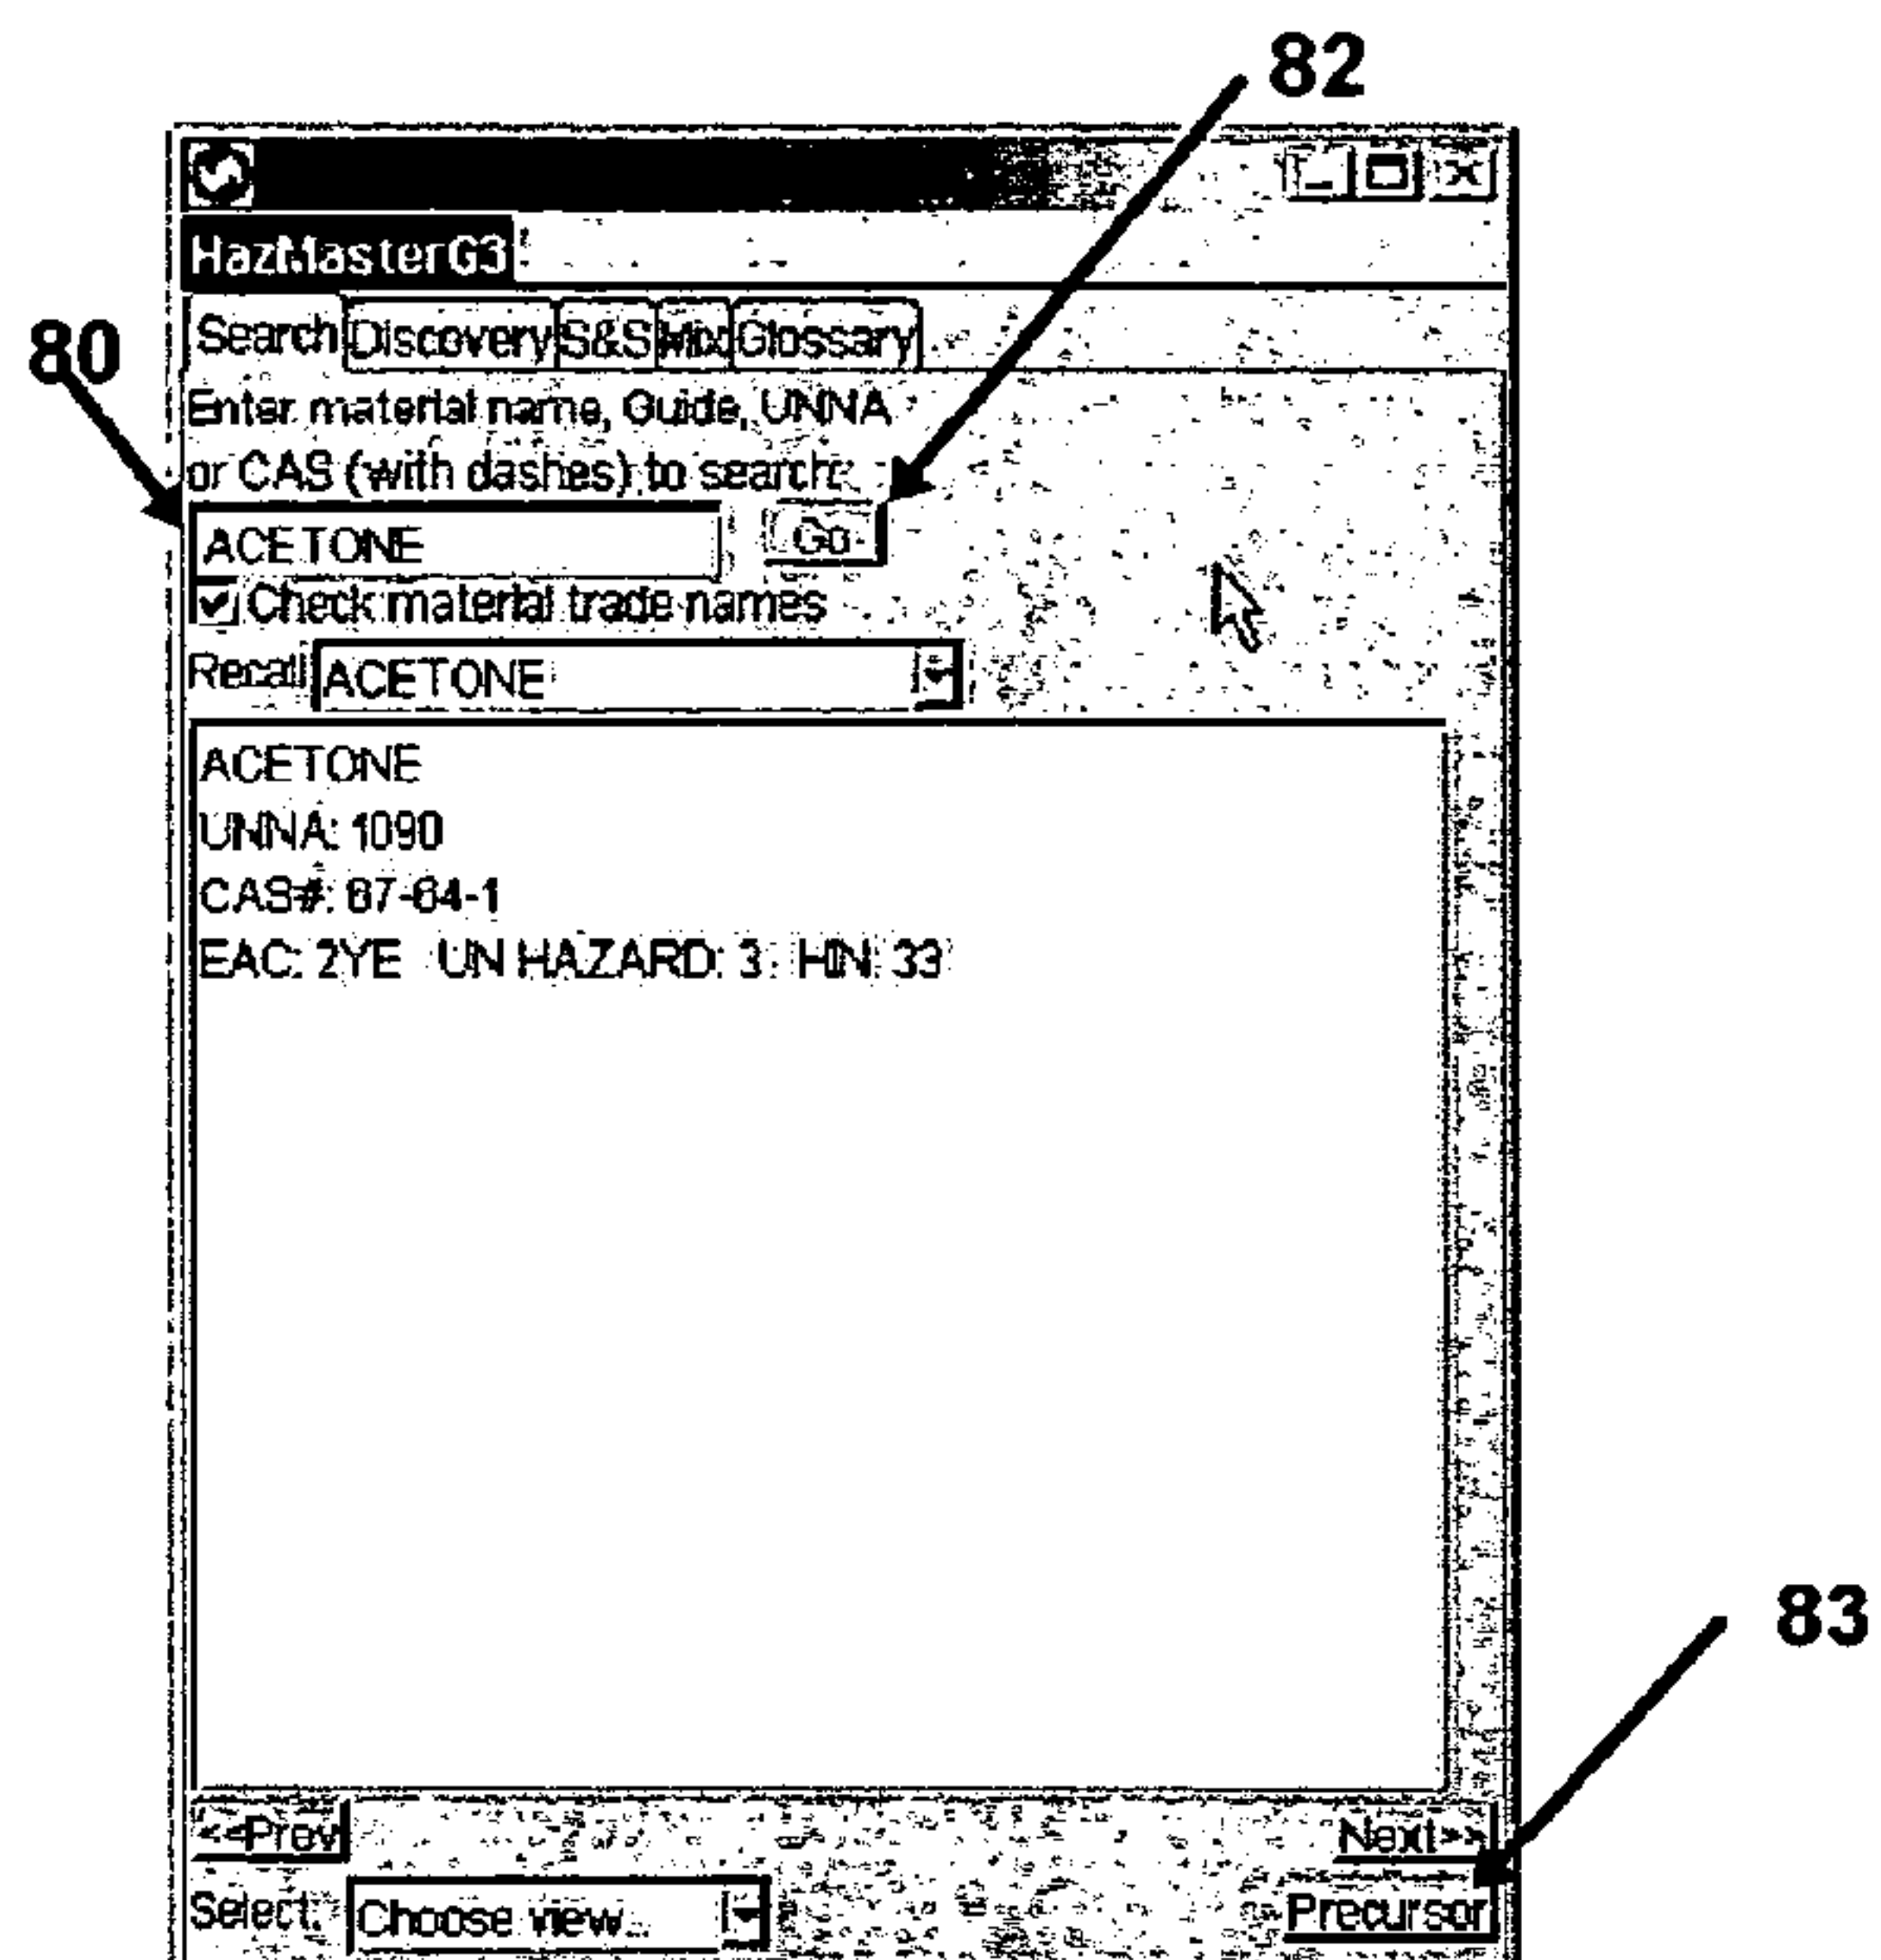 82
HazMasterG3
80
Search Discovery S&S Mix Glossary
Enter material name, Guide, UNNA
or CAS (with dashes) to search:
ACETONE Go
Check material trade names
Recall ACETONE
ACETONE
UNNA: 1090
CAS#: 67-64-1
EAC: 2YE UN HAZARD: 3 HIN: 33
83
<<Prev Next>>
Select: Choose view... Precursor